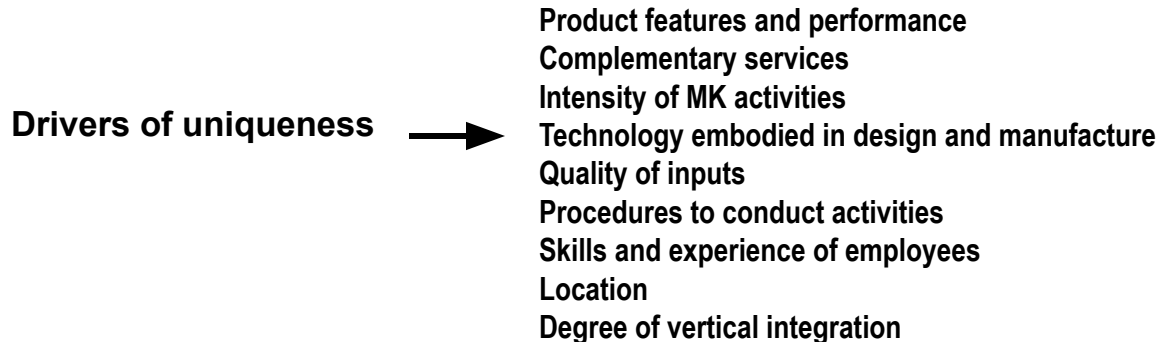 Drivers of uniqueness
Product features and performance
Complementary services
Intensity of MK activities
Technology embodied in design and manufacture
Quality of inputs
Procedures to conduct activities
Skills and experience of employees
Location
Degree of vertical integration